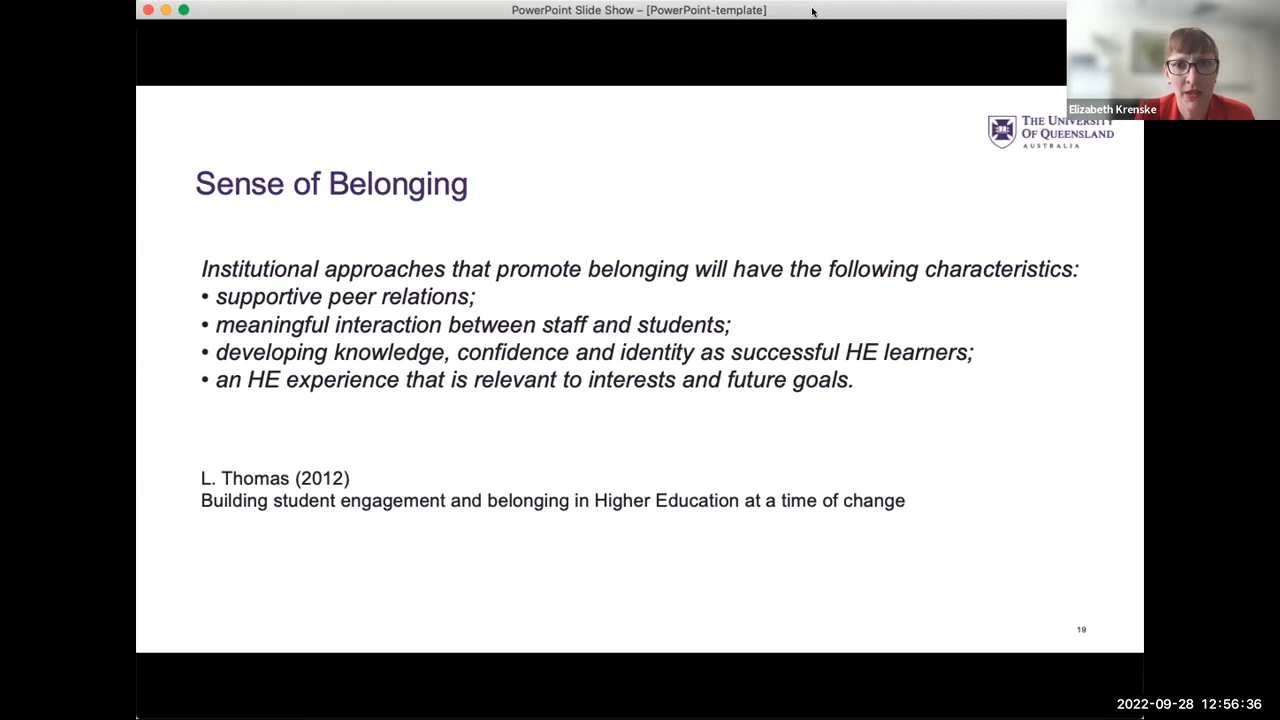 PowerPoint Slide Show – [PowerPoint-template]
Elizabeth Krenske
THE UNIVERSITY
OF QUEENSLAND
AUSTRALIA
Sense of Belonging
Institutional approaches that promote belonging will have the following characteristics:
• supportive peer relations;
• meaningful interaction between staff and students;
• developing knowledge, confidence and identity as successful HE learners;
• an HE experience that is relevant to interests and future goals.
L. Thomas (2012)
Building student engagement and belonging in Higher Education at a time of change
19
2022-09-28 12:56:36